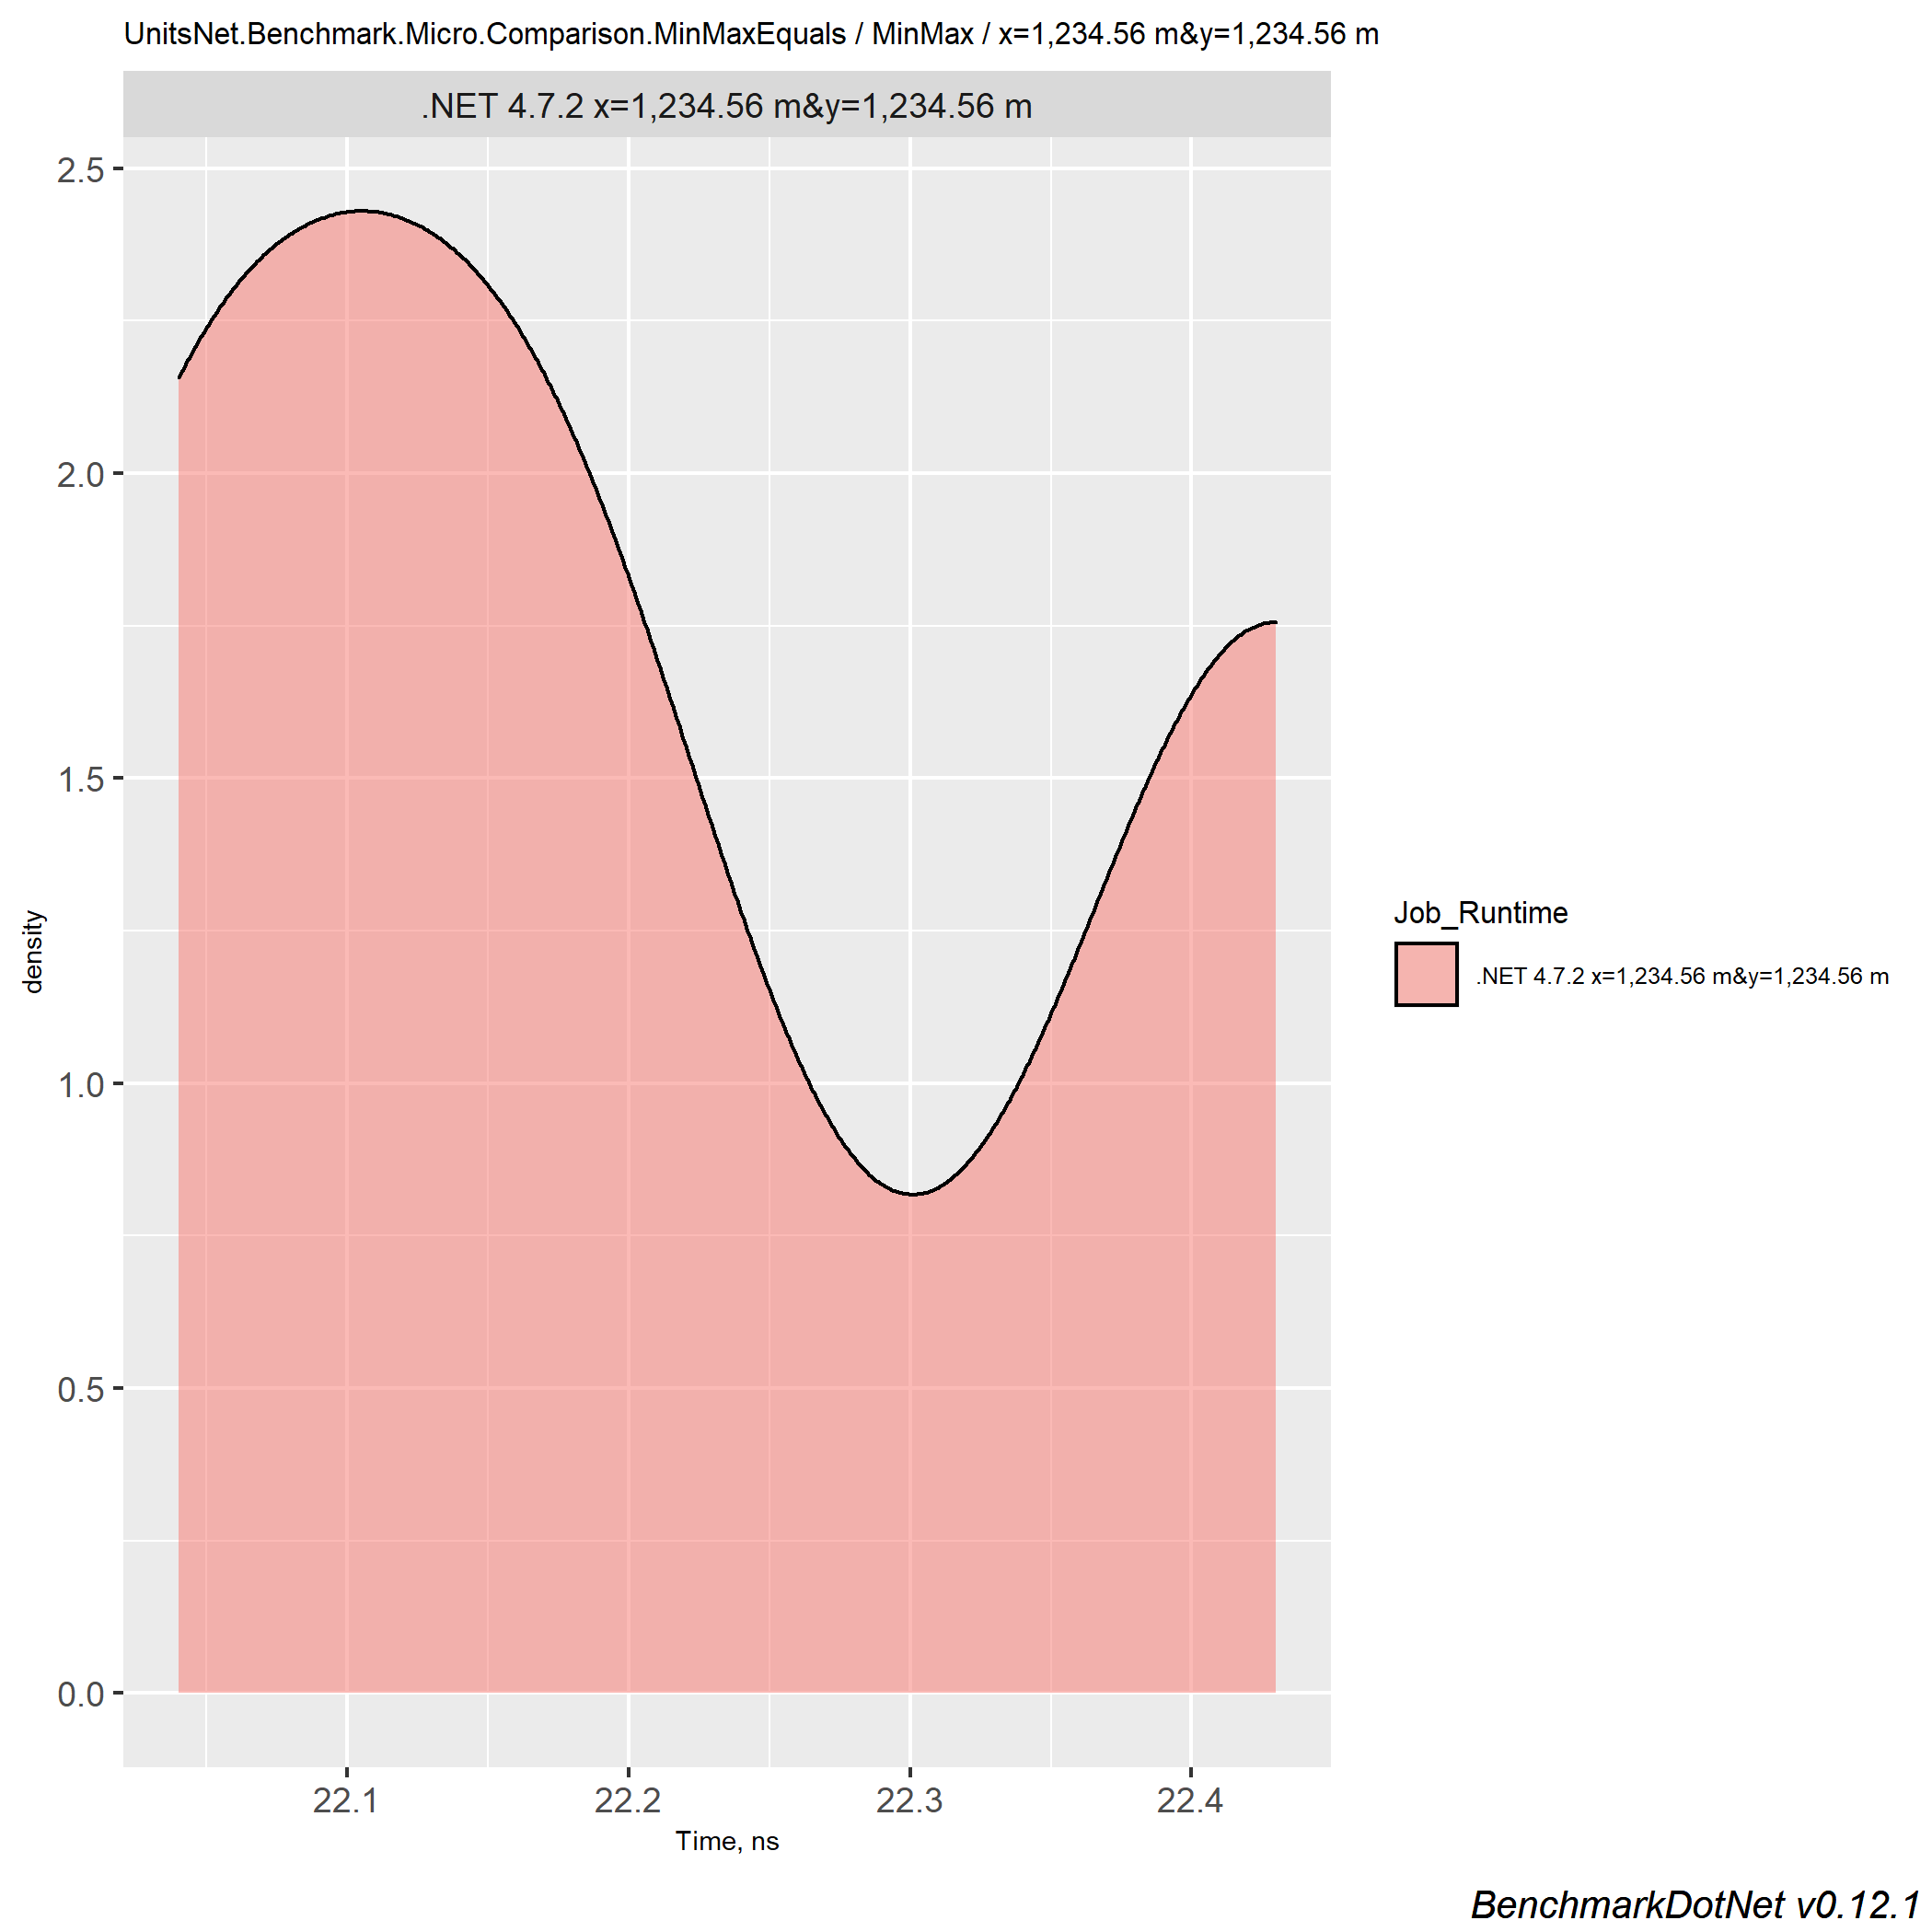 UnitsNet.Benchmark.Micro.Comparison.MinMaxEquals / MinMax / x=1,234.56 m&y=1,234.56 m
.NET 4.7.2 x=1,234.56 m&y=1,234.56 m
2.5
2.0
1.5
1.0
0.5
0.0
density
22.1 22.2 22.3 22.4
Time, ns
Job_Runtime
.NET 4.7.2 x=1,234.56 m&y=1,234.56 m
BenchmarkDotNet v0.12.1